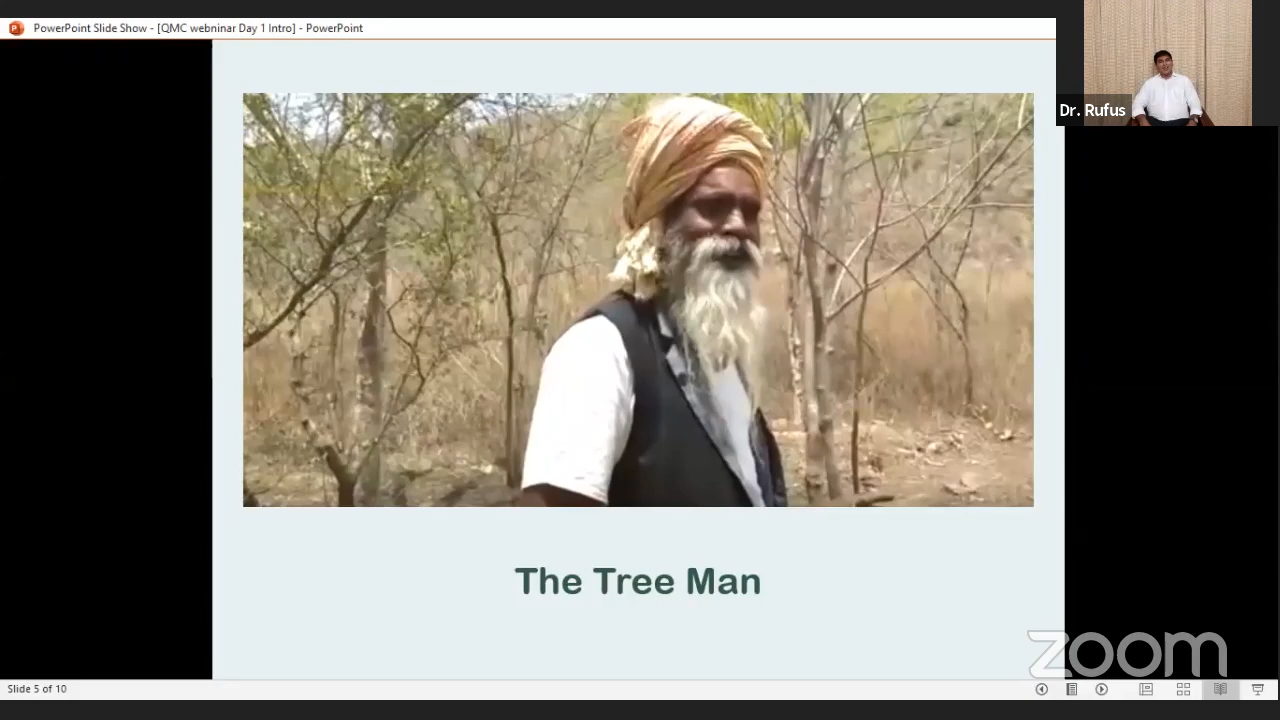 PowerPoint Slide Show - [QMC webninar Day 1 Intro] - PowerPoint
Dr. Rufus
The Tree Man
zoom
Slide 5 of 10